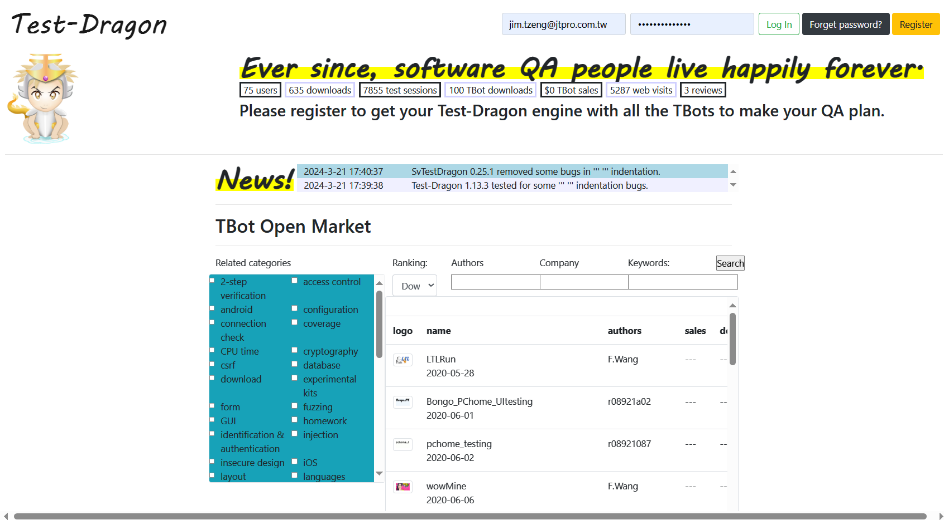 Test-Dragon
jim.tzeng@jtpro.com.tw
Log In
Forget password?
Register
Ever since, software QA people live happily forever.
75 users
635 downloads
7855 test sessions
100 TBot downloads
$0 TBot sales
5287 web visits
3 reviews
Please register to get your Test-Dragon engine with all the TBots to make your QA plan.
News!
2024-3-21 17:40:37 SvTestDragon 0.25.1 removed some bugs in ''' ''' indentation.
2024-3-21 17:39:38 Test-Dragon 1.13.3 tested for some ''' ''' indentation bugs.
TBot Open Market
Related categories
2-step verification
access control
android
configuration
connection check
coverage
CPU time
cryptography
csrf
database
download
experimental kits
form
fuzzing
GUI
homework
identification & authentication
injection
insecure design
iOS
layout
languages
Ranking:
Authors
Company
Keywords:
Search
Dow
logo name authors sales
LTLRun F.Wang --- ---
2020-05-28
Bongo_PChome_UItesting r08921a02 --- ---
2020-06-01
pchome_testing r08921087 --- ---
2020-06-02
wowMine F.Wang --- ---
2020-06-06